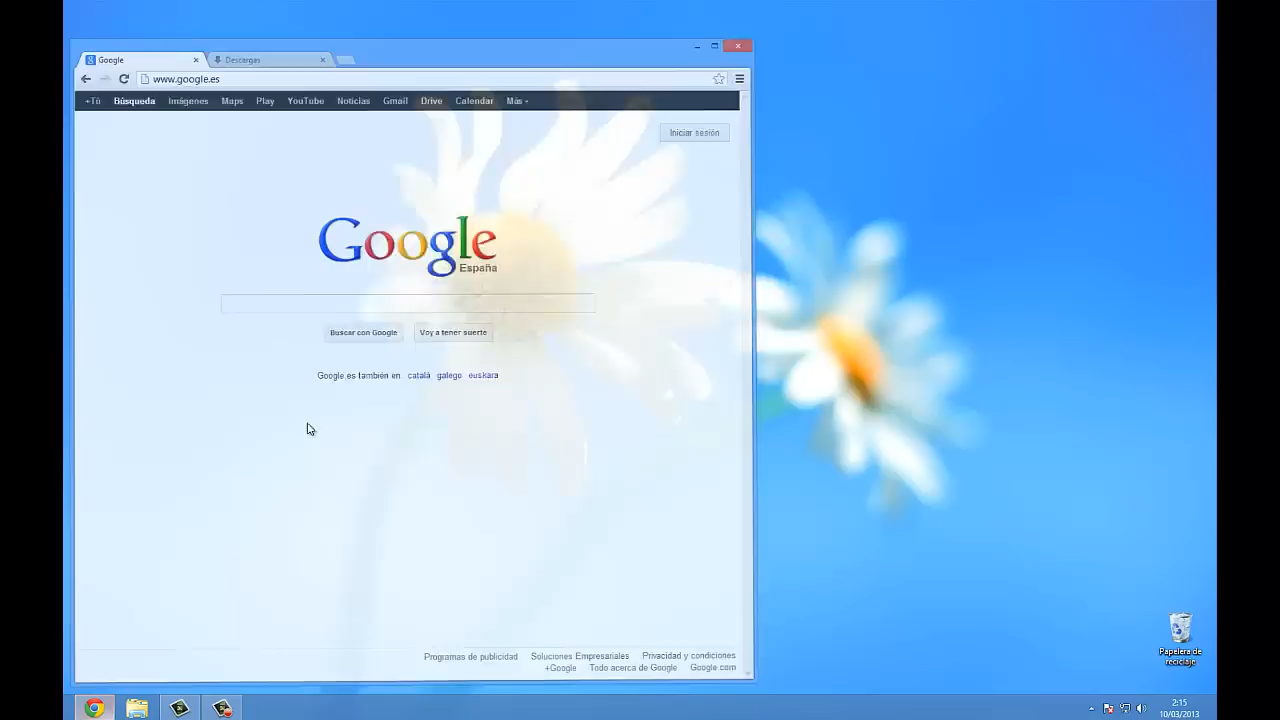 Google
Descargas
www.google.es
+Tú Búsqueda Imágenes Maps Play YouTube Noticias Gmail Drive Calendar Más
Iniciar sesión
Google
España
Buscar con Google Voy a tener suerte
Google.es también en català galego euskara
Programas de publicidad Soluciones Empresariales Privacidad y condiciones
+Google Todo acerca de Google Google.com
Papelera de
reciclaje
2:15
10/03/2013